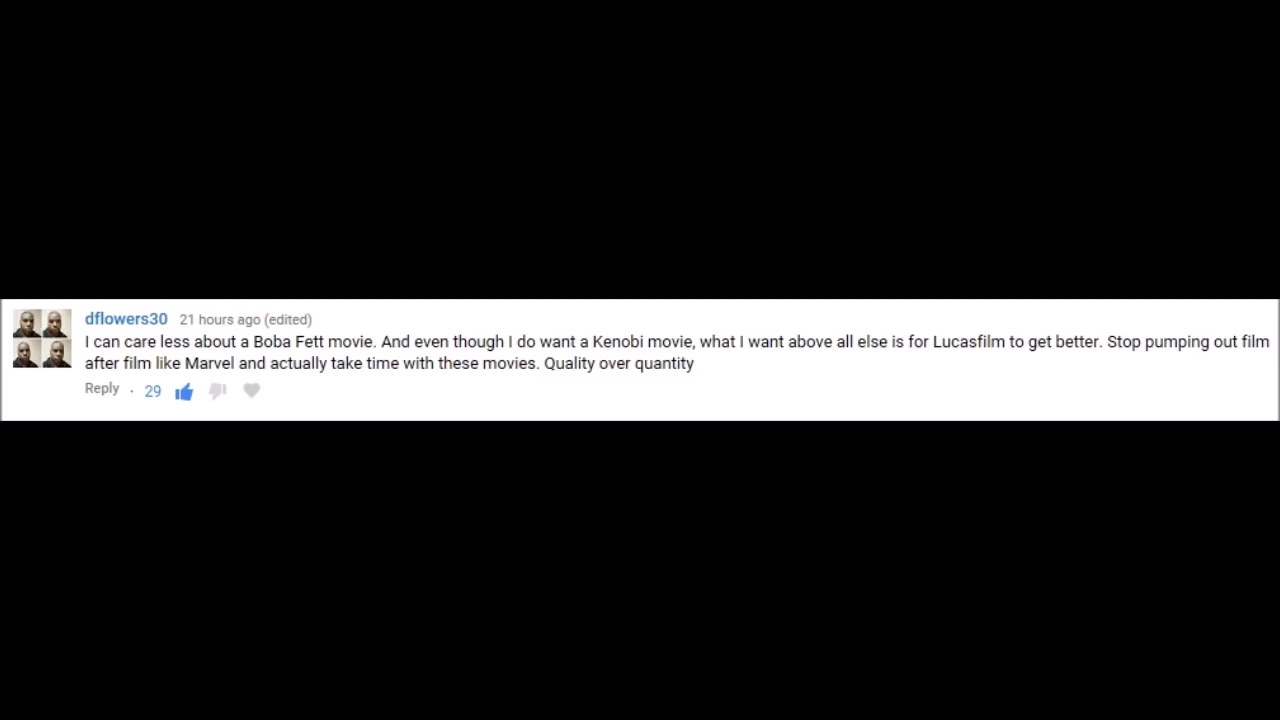 dflowers30 21 hours ago (edited)
I can care less about a Boba Fett movie. And even though I do want a Kenobi movie, what I want above all else is for Lucasfilm to get better. Stop pumping out film
after film like Marvel and actually take time with these movies. Quality over quantity
Reply · 29